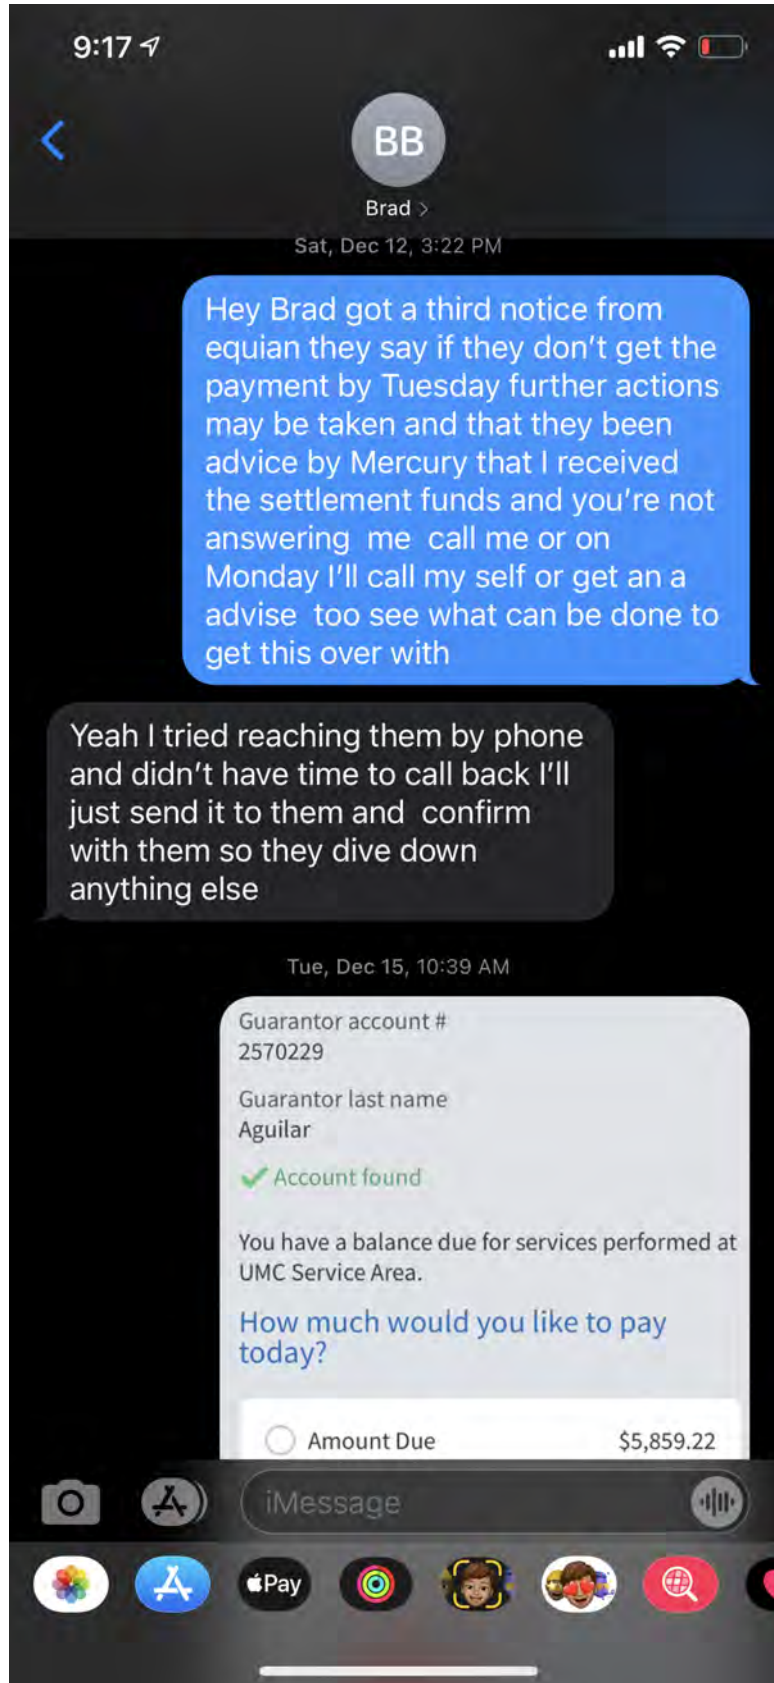 9:17
BB
Brad >
Sat, Dec 12, 3:22 PM
Hey Brad got a third notice from
equian they say if they don’t get the
payment by Tuesday further actions
may be taken and that they been
advice by Mercury that I received
the settlement funds and you’re not
answering  me  call me or on
Monday I’ll call my self or get an a
advise  too see what can be done to
get this over with
Yeah I tried reaching them by phone
and didn’t have time to call back I’ll
just send it to them and  confirm
with them so they dive down
anything else
Tue, Dec 15, 10:39 AM
Guarantor account #
2570229
Guarantor last name
Aguilar
Account found
You have a balance due for services performed at
UMC Service Area.
How much would you like to pay
today?
Amount Due $5,859.22
iMessage
Pay